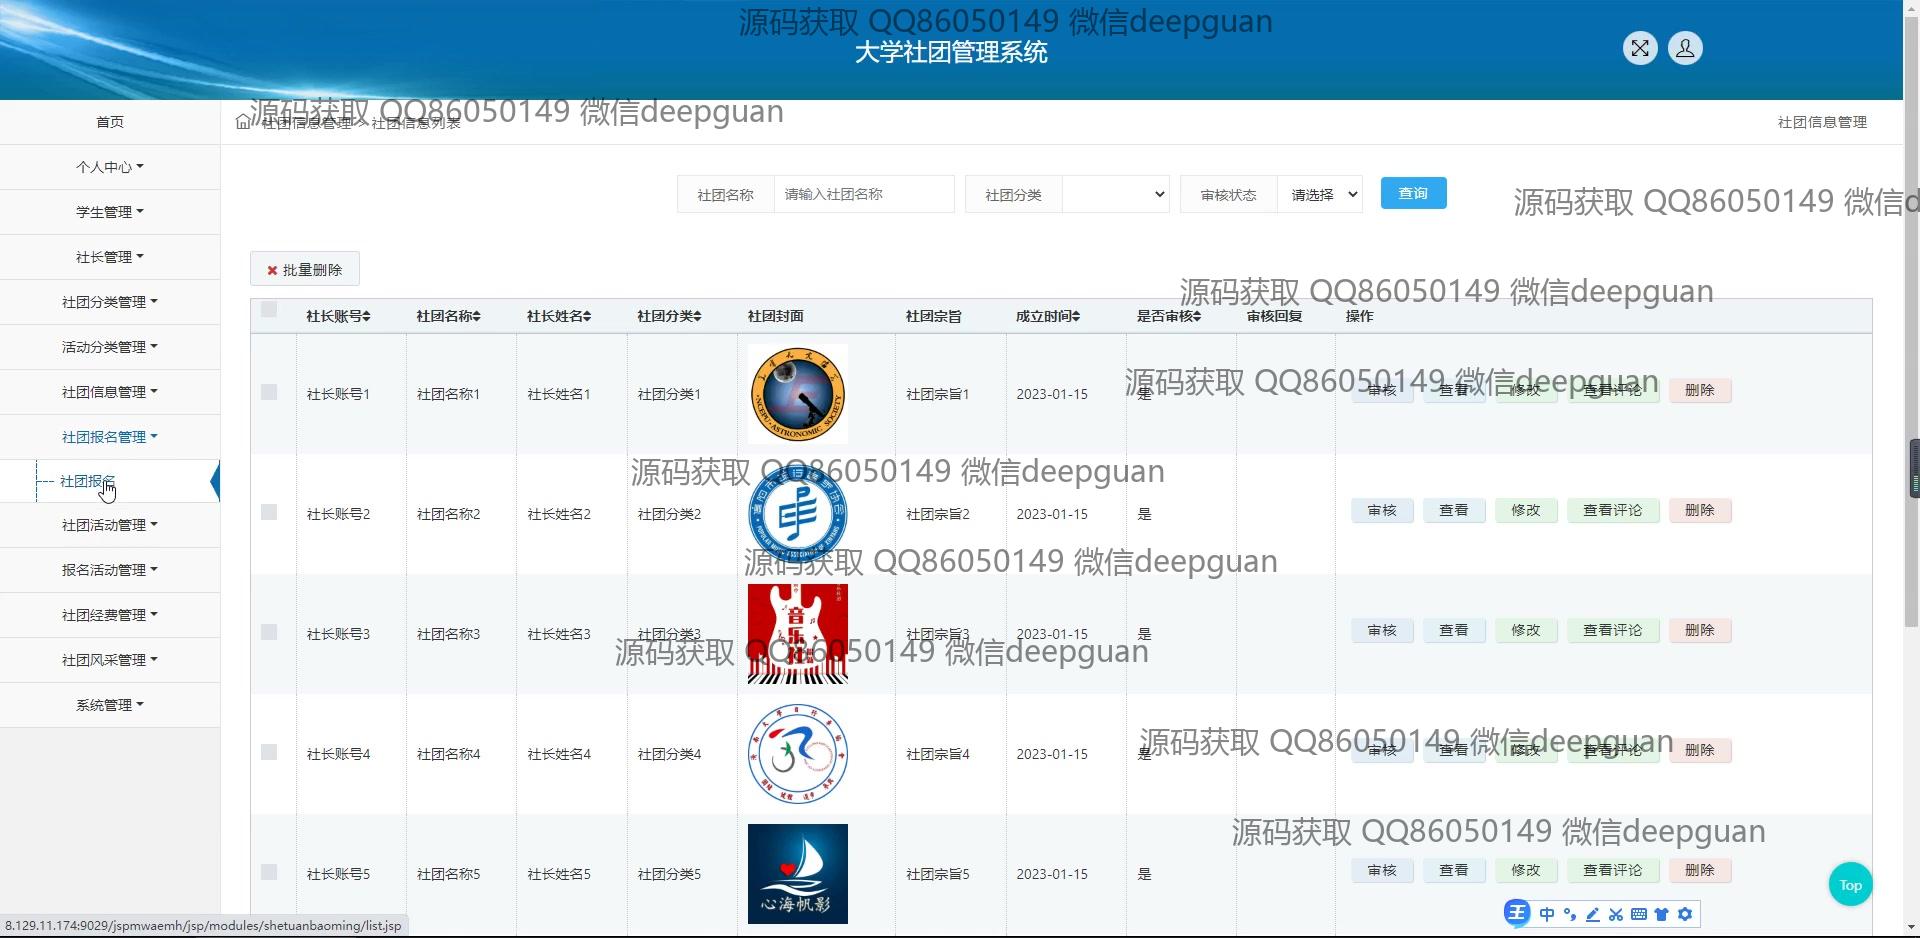 源码获取 QQ86050149 微信deepguan
大学社团管理系统
源码获取 QQ86050149 微信deepguan
首页
社团信息管理 > 社团信息列表
社团信息管理
个人中心
学生管理
社长管理
社团分类管理
活动分类管理
社团信息管理
社团报名管理
社团报名
社团活动管理
报名活动管理
社团经费管理
社团风采管理
系统管理
社团名称 请输入社团名称 社团分类 审核状态 请选择 查询
源码获取 QQ86050149 微信d
批量删除
源码获取 QQ86050149 微信deepguan
社长账号 社团名称 社长姓名 社团分类 社团封面 社团宗旨 成立时间 是否审核 审核回复 操作
源码获取 QQ86050149 微信deepguan
社长账号1 社团名称1 社长姓名1 社团分类1 社团宗旨1 2023-01-15 是 审核 查看 修改 查看评论 删除
NCEPU·ASTRONOMIC SOCIETY
源码获取 QQ86050149 微信deepguan
社长账号2 社团名称2 社长姓名2 社团分类2 社团宗旨2 2023-01-15 是 审核 查看 修改 查看评论 删除
源码获取 QQ86050149 微信deepguan
音乐社
社长账号3 社团名称3 社长姓名3 社团分类3 社团宗旨3 2023-01-15 是 审核 查看 修改 查看评论 删除
源码获取 QQ86050149 微信deepguan
源码获取 QQ86050149 微信deepguan
社长账号4 社团名称4 社长姓名4 社团分类4 社团宗旨4 2023-01-15 是 审核 查看 修改 查看评论 删除
源码获取 QQ86050149 微信deepguan
社长账号5 社团名称5 社长姓名5 社团分类5 社团宗旨5 2023-01-15 是 审核 查看 修改 查看评论 删除
心海帆影
Top
王 中
8.129.11.174:9029/jspmwaemh/jsp/modules/shetuanbaoming/list.jsp